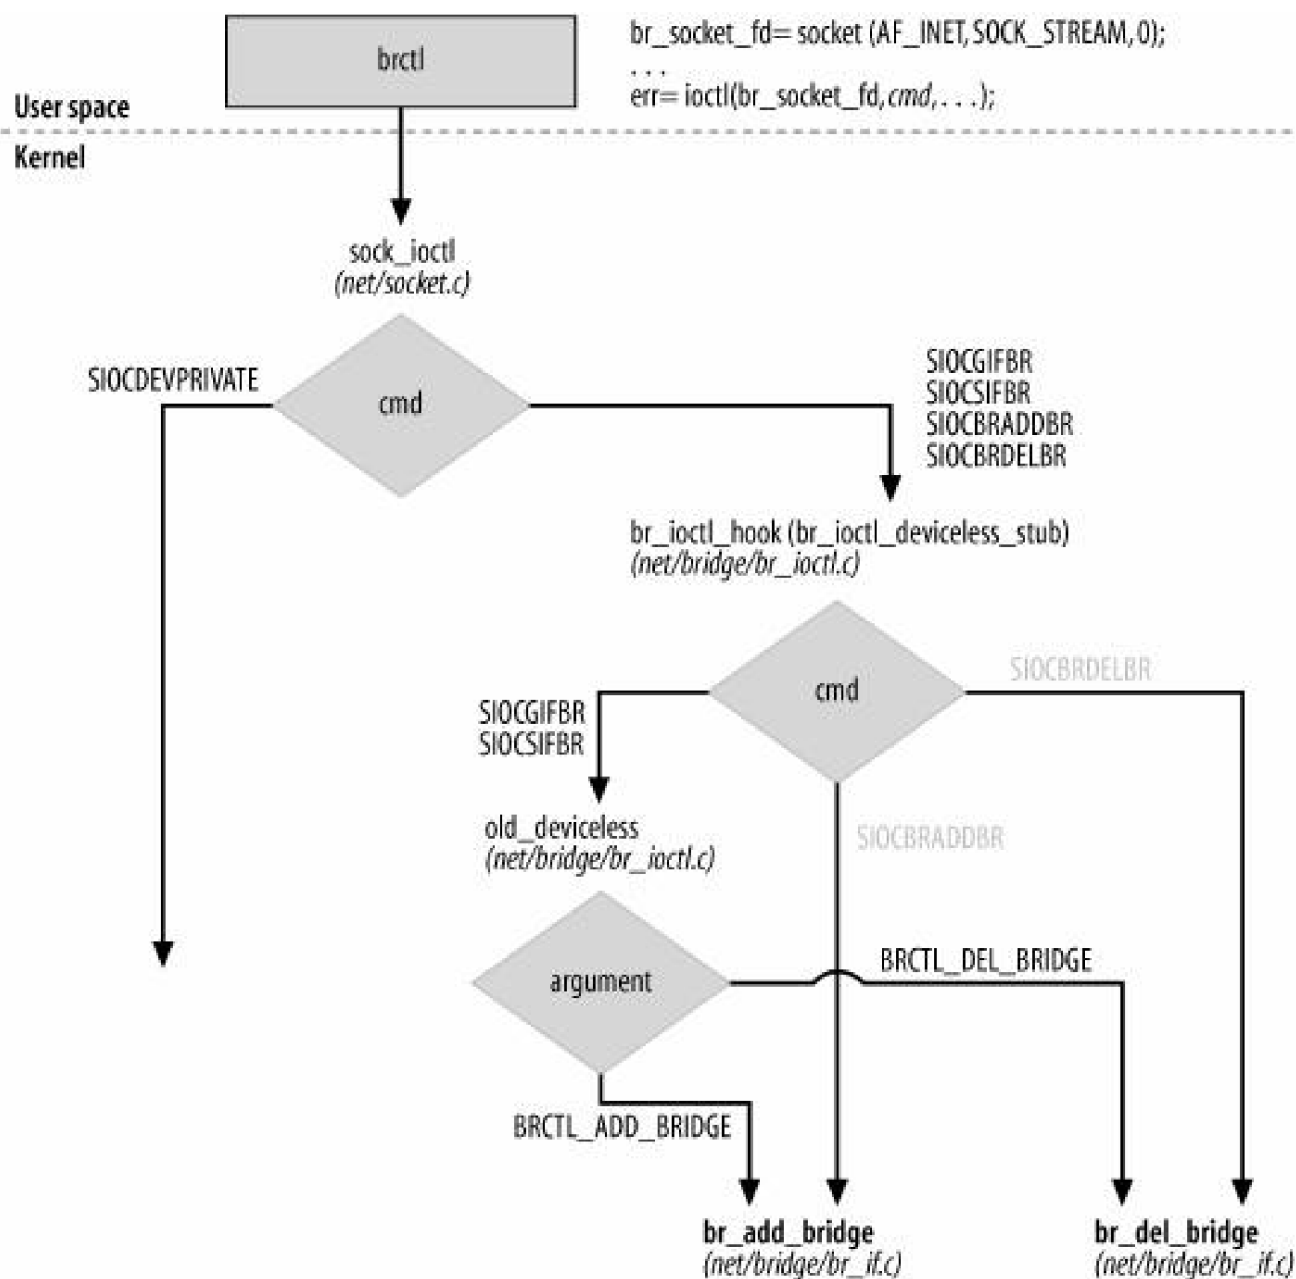 brctl
br_socket_fd= socket (AF_INET, SOCK_STREAM, 0);
. . .
err= ioctl(br_socket_fd, cmd, . . .);
User space
Kernel
sock_ioctl
(net/socket.c)
SIOCDEVPRIVATE
cmd
SIOCGIFBR
SIOCSIFBR
SIOCBRADDBR
SIOCBRDELBR
br_ioctl_hook (br_ioctl_deviceless_stub)
(net/bridge/br_ioctl.c)
cmd
SIOCBRDELBR
SIOCGIFBR
SIOCSIFBR
old_deviceless
(net/bridge/br_ioctl.c)
SIOCBRADDBR
argument
BRCTL_DEL_BRIDGE
BRCTL_ADD_BRIDGE
br_add_bridge
(net/bridge/br_if.c)
br_del_bridge
(net/bridge/br_if.c)